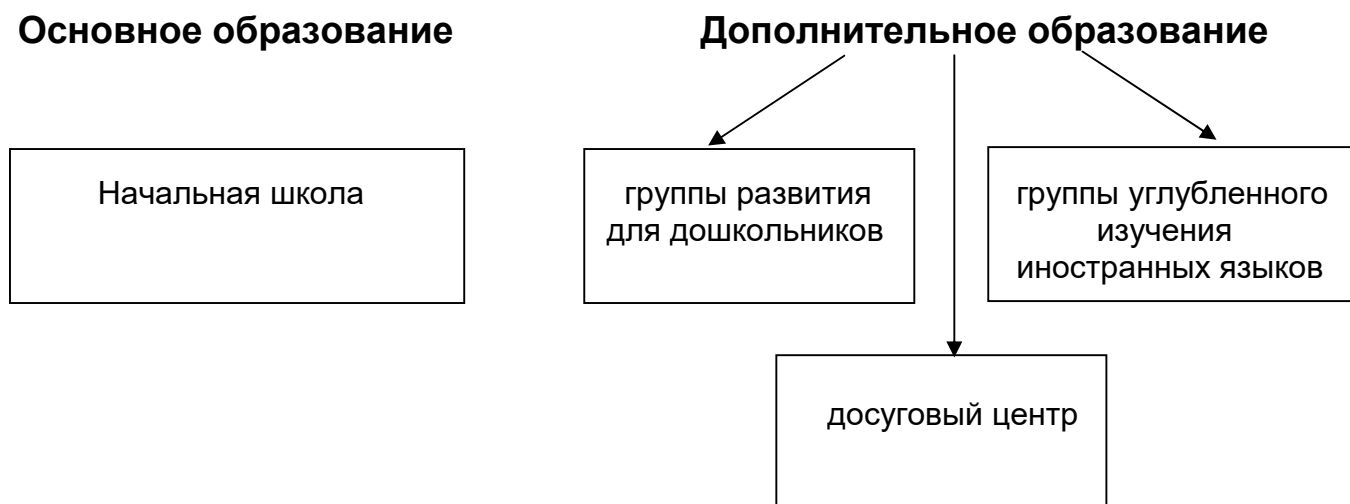 Основное образование
Дополнительное образование
Начальная школа
группы развития
для дошкольников
группы углубленного
изучения
иностранных языков
досуговый центр